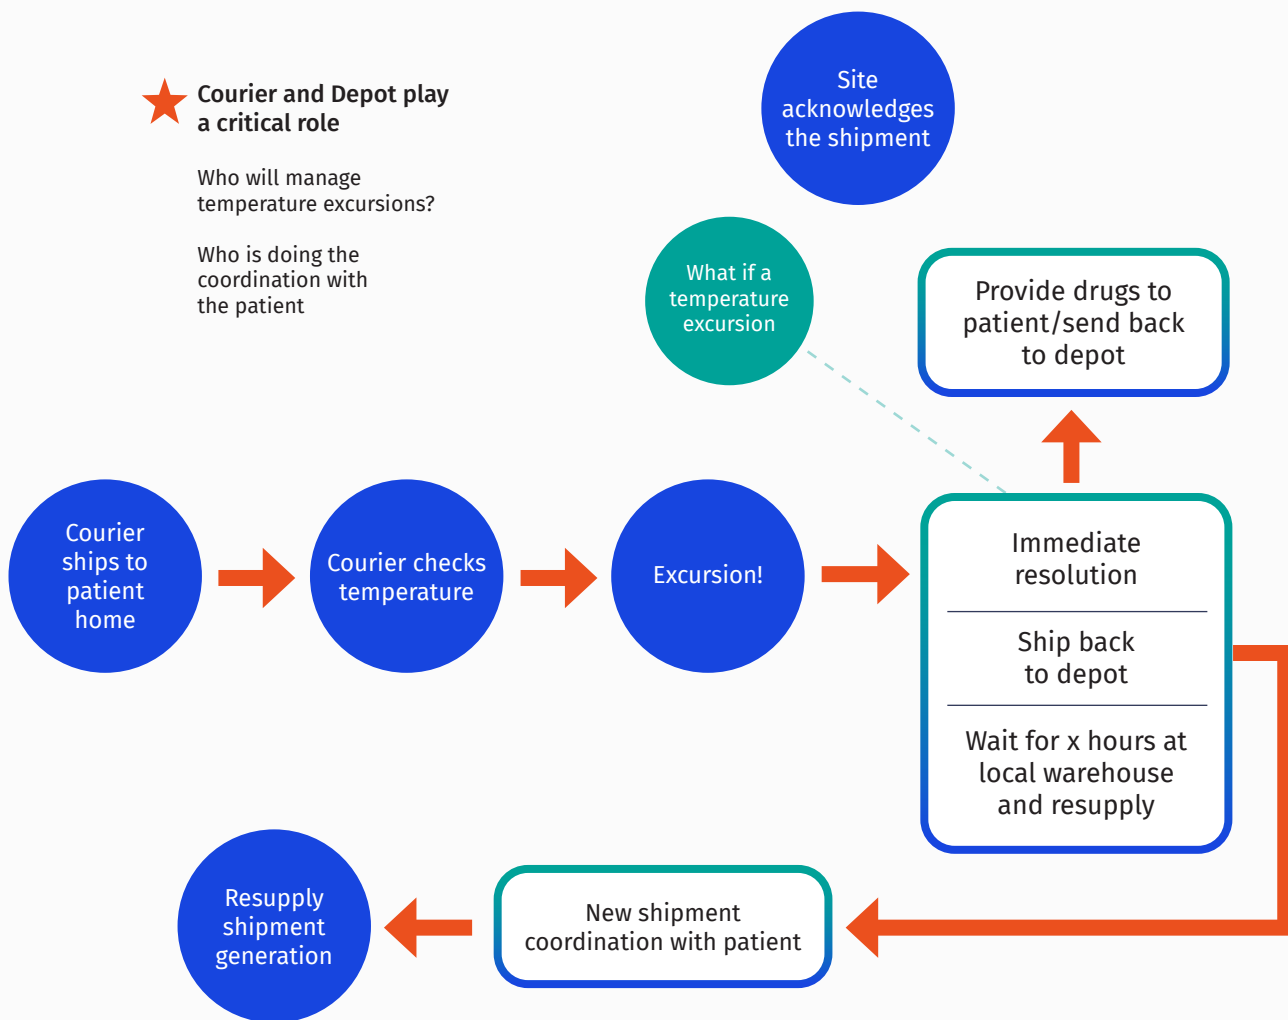 Courier and Depot play
a critical role
Who will manage
temperature excursions?
Who is doing the
coordination with
the patient
Site
acknowledges
the shipment
What if a
temperature
excursion
Provide drugs to
patient/send back
to depot
Courier
ships to
patient
home
Courier checks
temperature
Excursion!
Immediate
resolution
Ship back
to depot
Wait for x hours at
local warehouse
and resupply
New shipment
coordination with patient
Resupply
shipment
generation